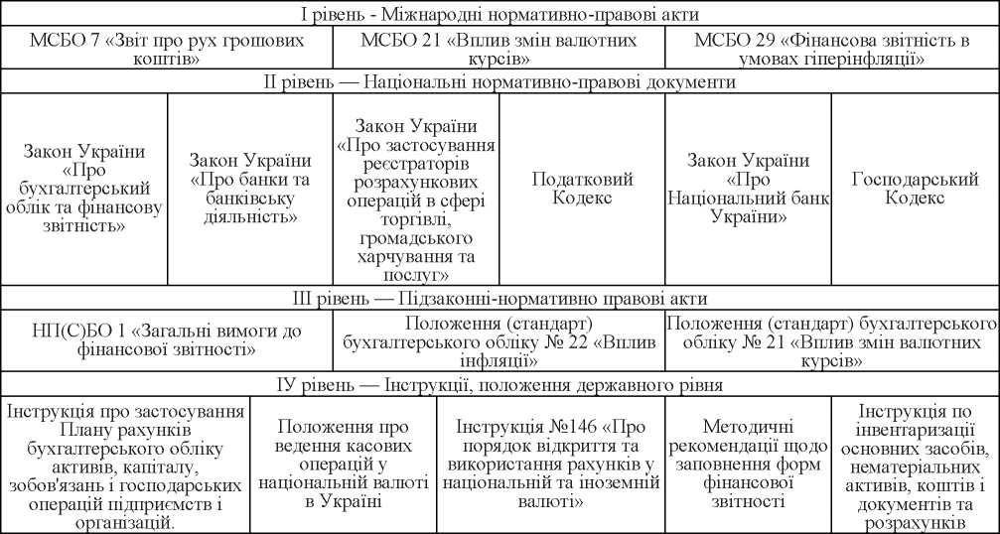 І рівень - Міжнародні нормативно-правові акти
МСБО 7 «Звіт про рух грошових
коштів»
МСБО 21 «Вплив змін валютних
курсів»
МСБО 29 «Фінансова звітність в
умовах гіперінфляції»
ІІ рівень — Національні нормативно-правові документи
Закон України
«Про
бухгалтерський
облік та фінансову
звітність»
Закон України
«Про банки та
банківську
діяльність»
Закон України
«Про застосування
реєстраторів
розрахункових
операцій в сфері
торгівлі,
громадського
харчування та
послуг»
Податковий
Кодекс
Закон України
«Про
Національний банк
України»
Господарський
Кодекс
ІІІ рівень — Підзаконні-нормативно правові акти
НП(С)БО 1 «Загальні вимоги до
фінансової звітності»
Положення (стандарт)
бухгалтерського обліку № 22 «Вплив
інфляції»
Положення (стандарт) бухгалтерського
обліку № 21 «Вплив змін валютних
курсів»
ІУ рівень — Інструкції, положення державного рівня
Інструкція про застосування
Плану рахунків
бухгалтерського обліку
активів, капіталу,
зобов'язань і господарських
операцій підприємств і
організацій.
Положення про
ведення касових
операцій у
національній валюті
в Україні
Інструкція №146 «Про
порядок відкриття та
використання рахунків у
національній та іноземній
валюті»
Методичні
рекомендації щодо
заповнення форм
фінансової
звітності
Інструкція по
інвентаризації
основних засобів,
нематеріальних
активів, коштів і
документів та
розрахунків